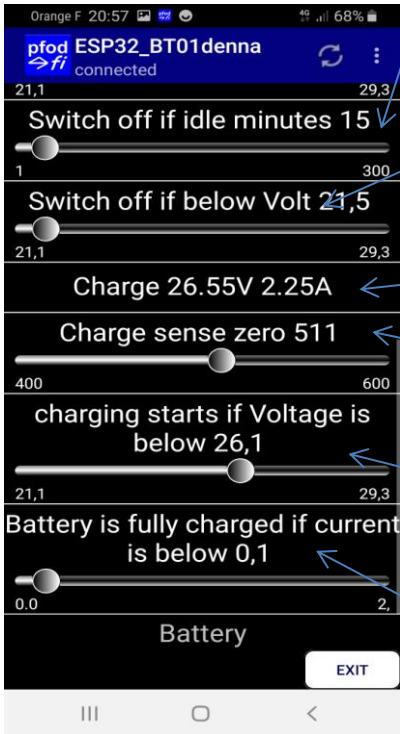 Orange F 20:57 4G 68%
pfod ESP32_BT01denna
fi connected
21,1 29,3
Switch off if idle minutes 15
1 300
Switch off if below Volt 21,5
21,1 29,3
Charge 26.55V 2.25A
Charge sense zero 511
400 600
charging starts if Voltage is
below 26,1
21,1 29,3
Battery is fully charged if current
is below 0,1
0.0 2,
Battery
EXIT